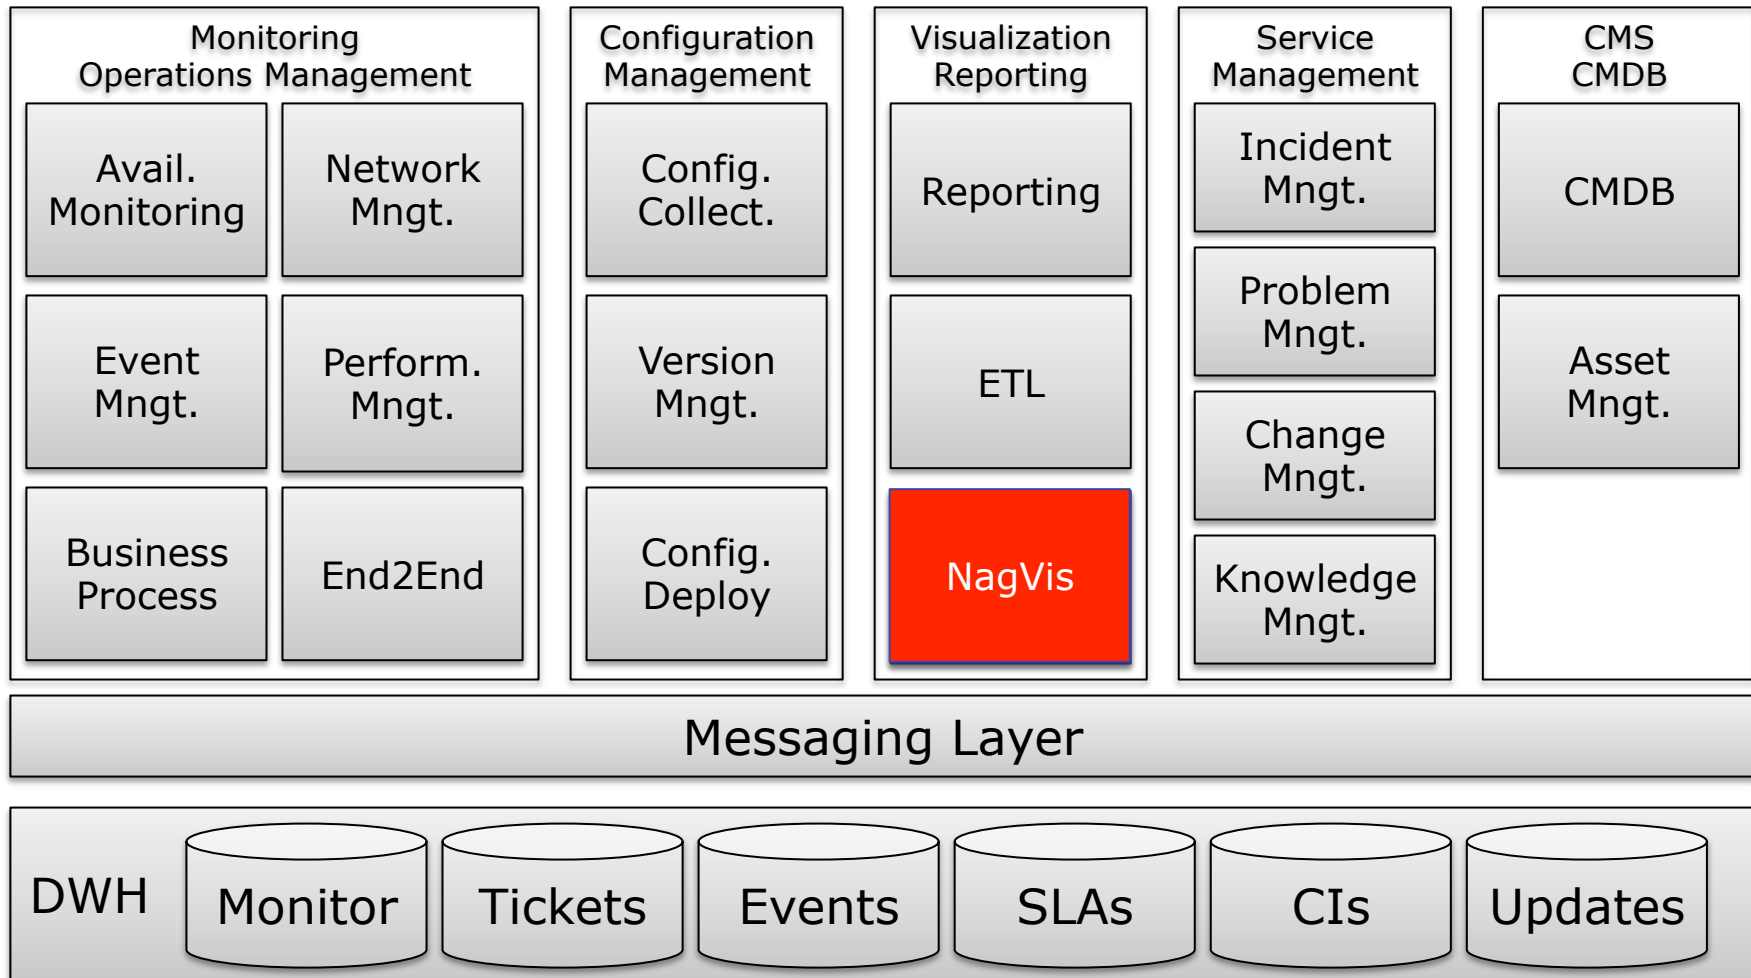 Monitoring
Operations Management
Avail.
Monitoring
Network
Mngt.
Event
Mngt.
Perform.
Mngt.
Business
Process
End2End
Configuration
Management
Config.
Collect.
Version
Mngt.
Config.
Deploy
Visualization
Reporting
Reporting
ETL
NagVis
Service
Management
Incident
Mngt.
Problem
Mngt.
Change
Mngt.
Knowledge
Mngt.
CMS
CMDB
CMDB
Asset
Mngt.
Messaging Layer
DWH
Monitor
Tickets
Events
SLAs
CIs
Updates